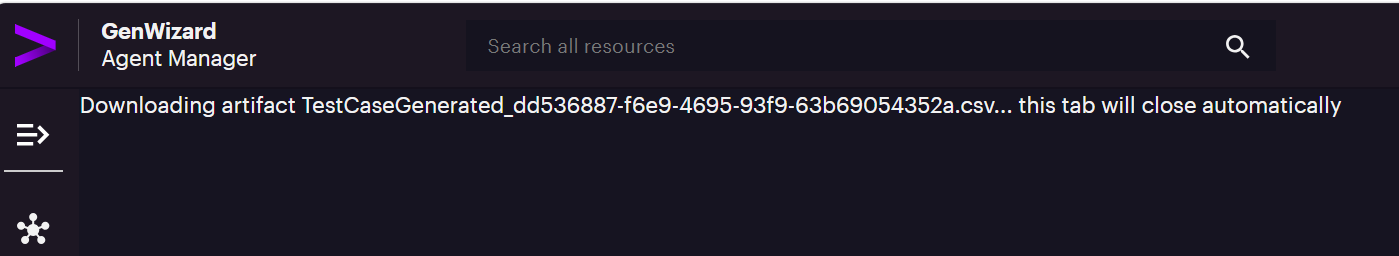 GenWizard
Agent Manager
Search all resources
Downloading artifact TestCaseGenerated_dd536887-f6e9-4695-93f9-63b69054352a.csv... this tab will close automatically